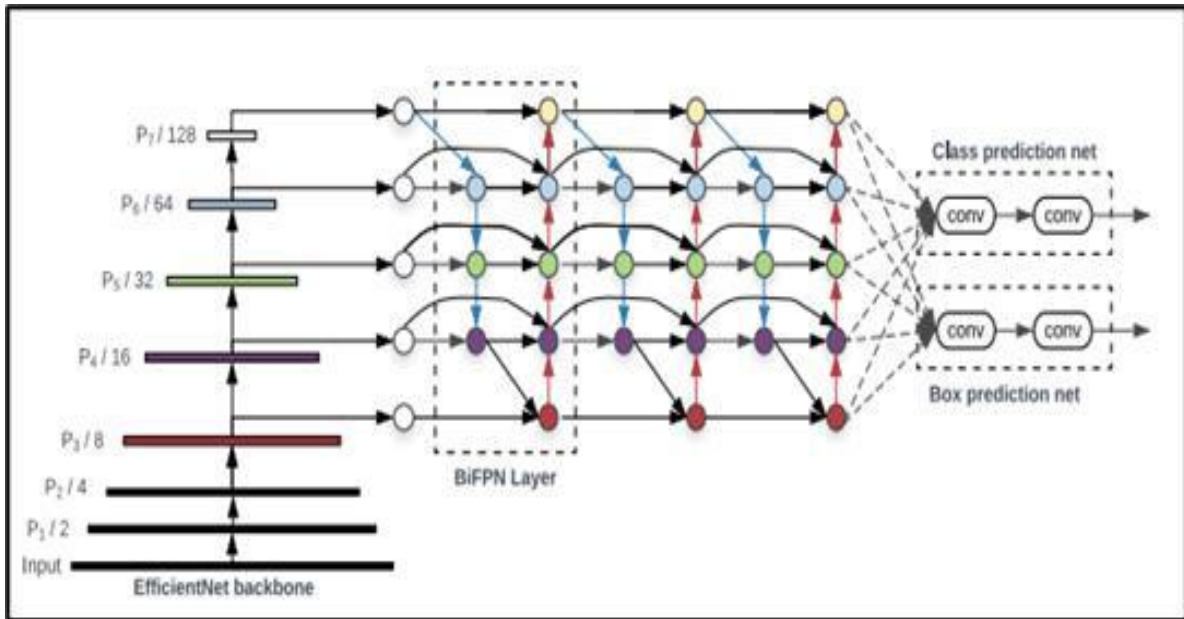 P₇ / 128
P₆ / 64
P₅ / 32
P₄ / 16
P₃ / 8
P₂ / 4
P₁ / 2
Input
EfficientNet backbone
BiFPN Layer
Class prediction net
conv conv
conv conv
Box prediction net